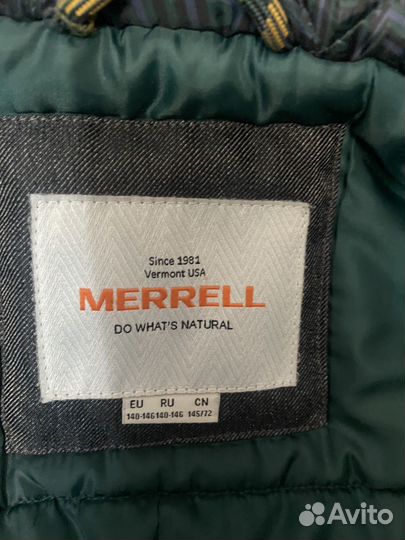 Since 1981
Vermont USA
MERRELL
DO WHAT'S NATURAL
EU RU CN
140-146 140-146 145/72
Avito